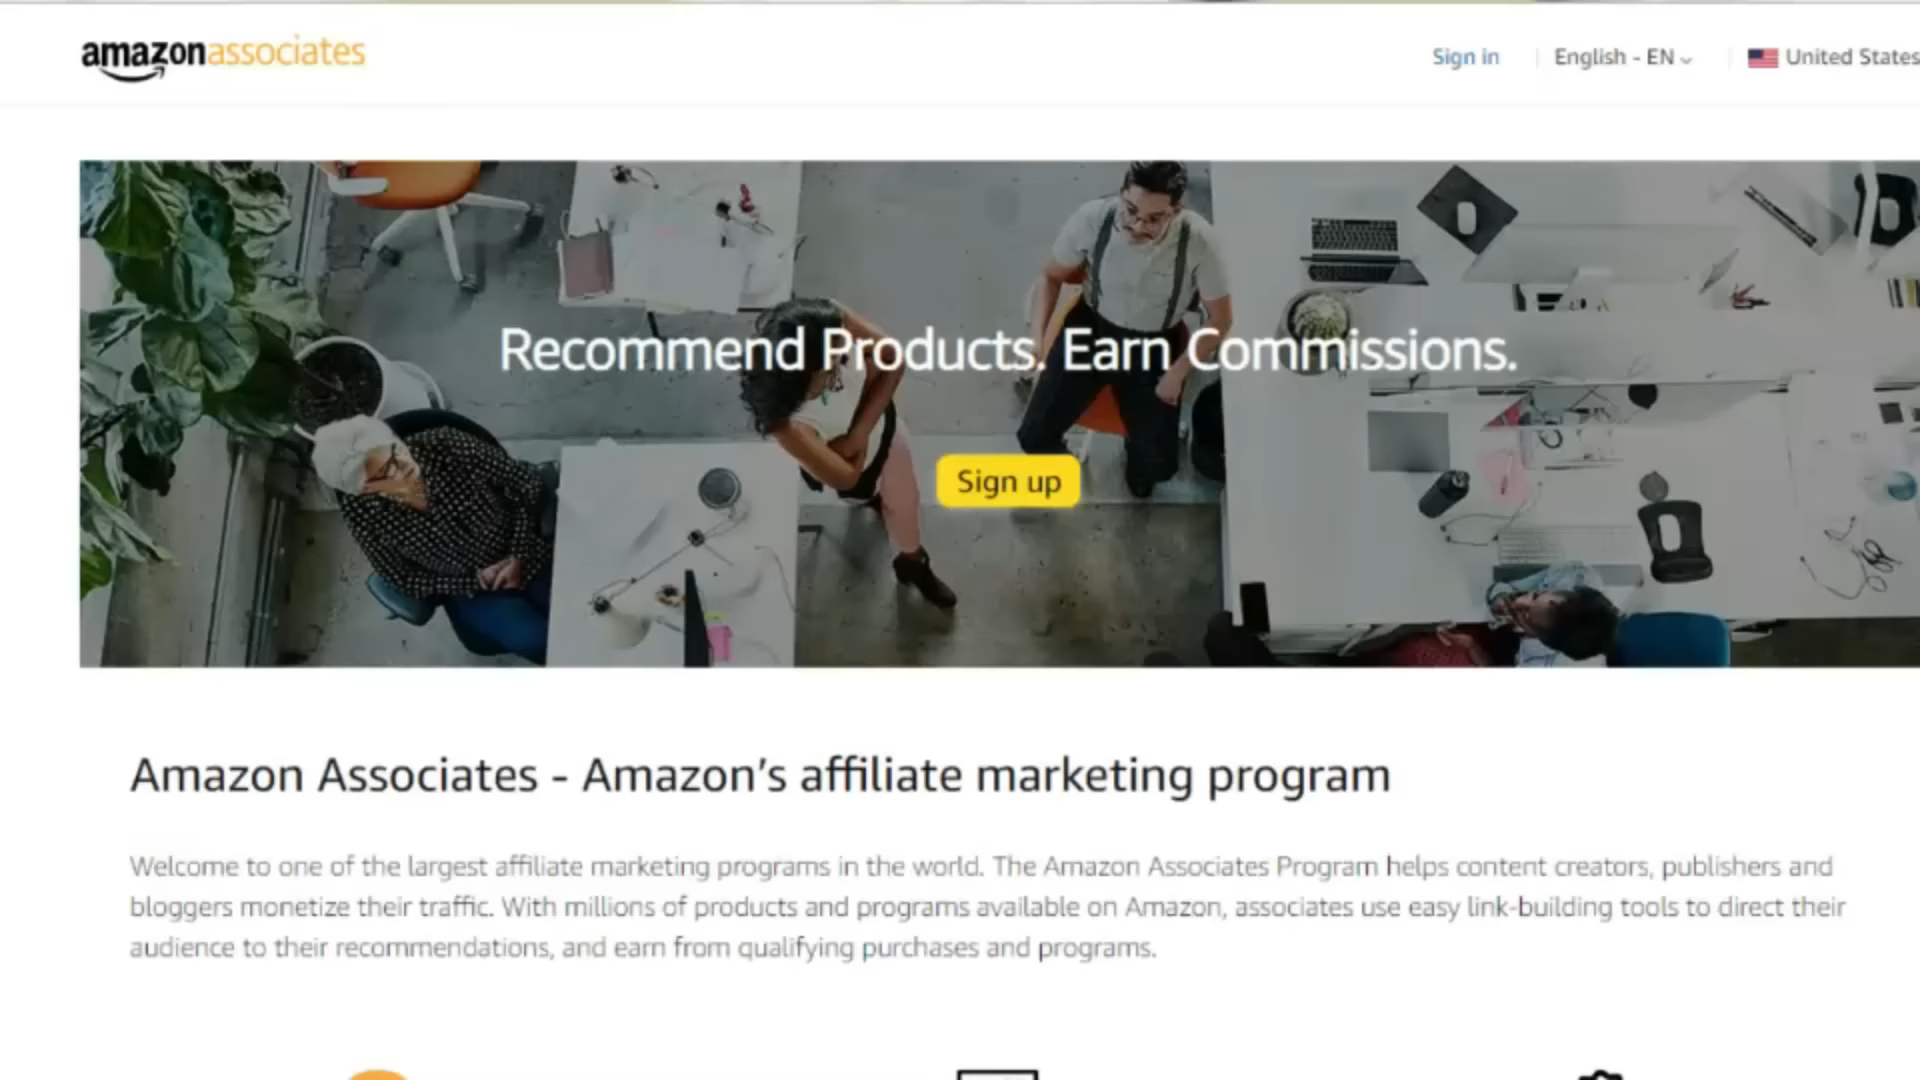 amazonassociates
Sign in
English - EN
United States
Recommend Products. Earn Commissions.
Sign up
Amazon Associates - Amazon’s affiliate marketing program
Welcome to one of the largest affiliate marketing programs in the world. The Amazon Associates Program helps content creators, publishers and
bloggers monetize their traffic. With millions of products and programs available on Amazon, associates use easy link-building tools to direct their
audience to their recommendations, and earn from qualifying purchases and programs.